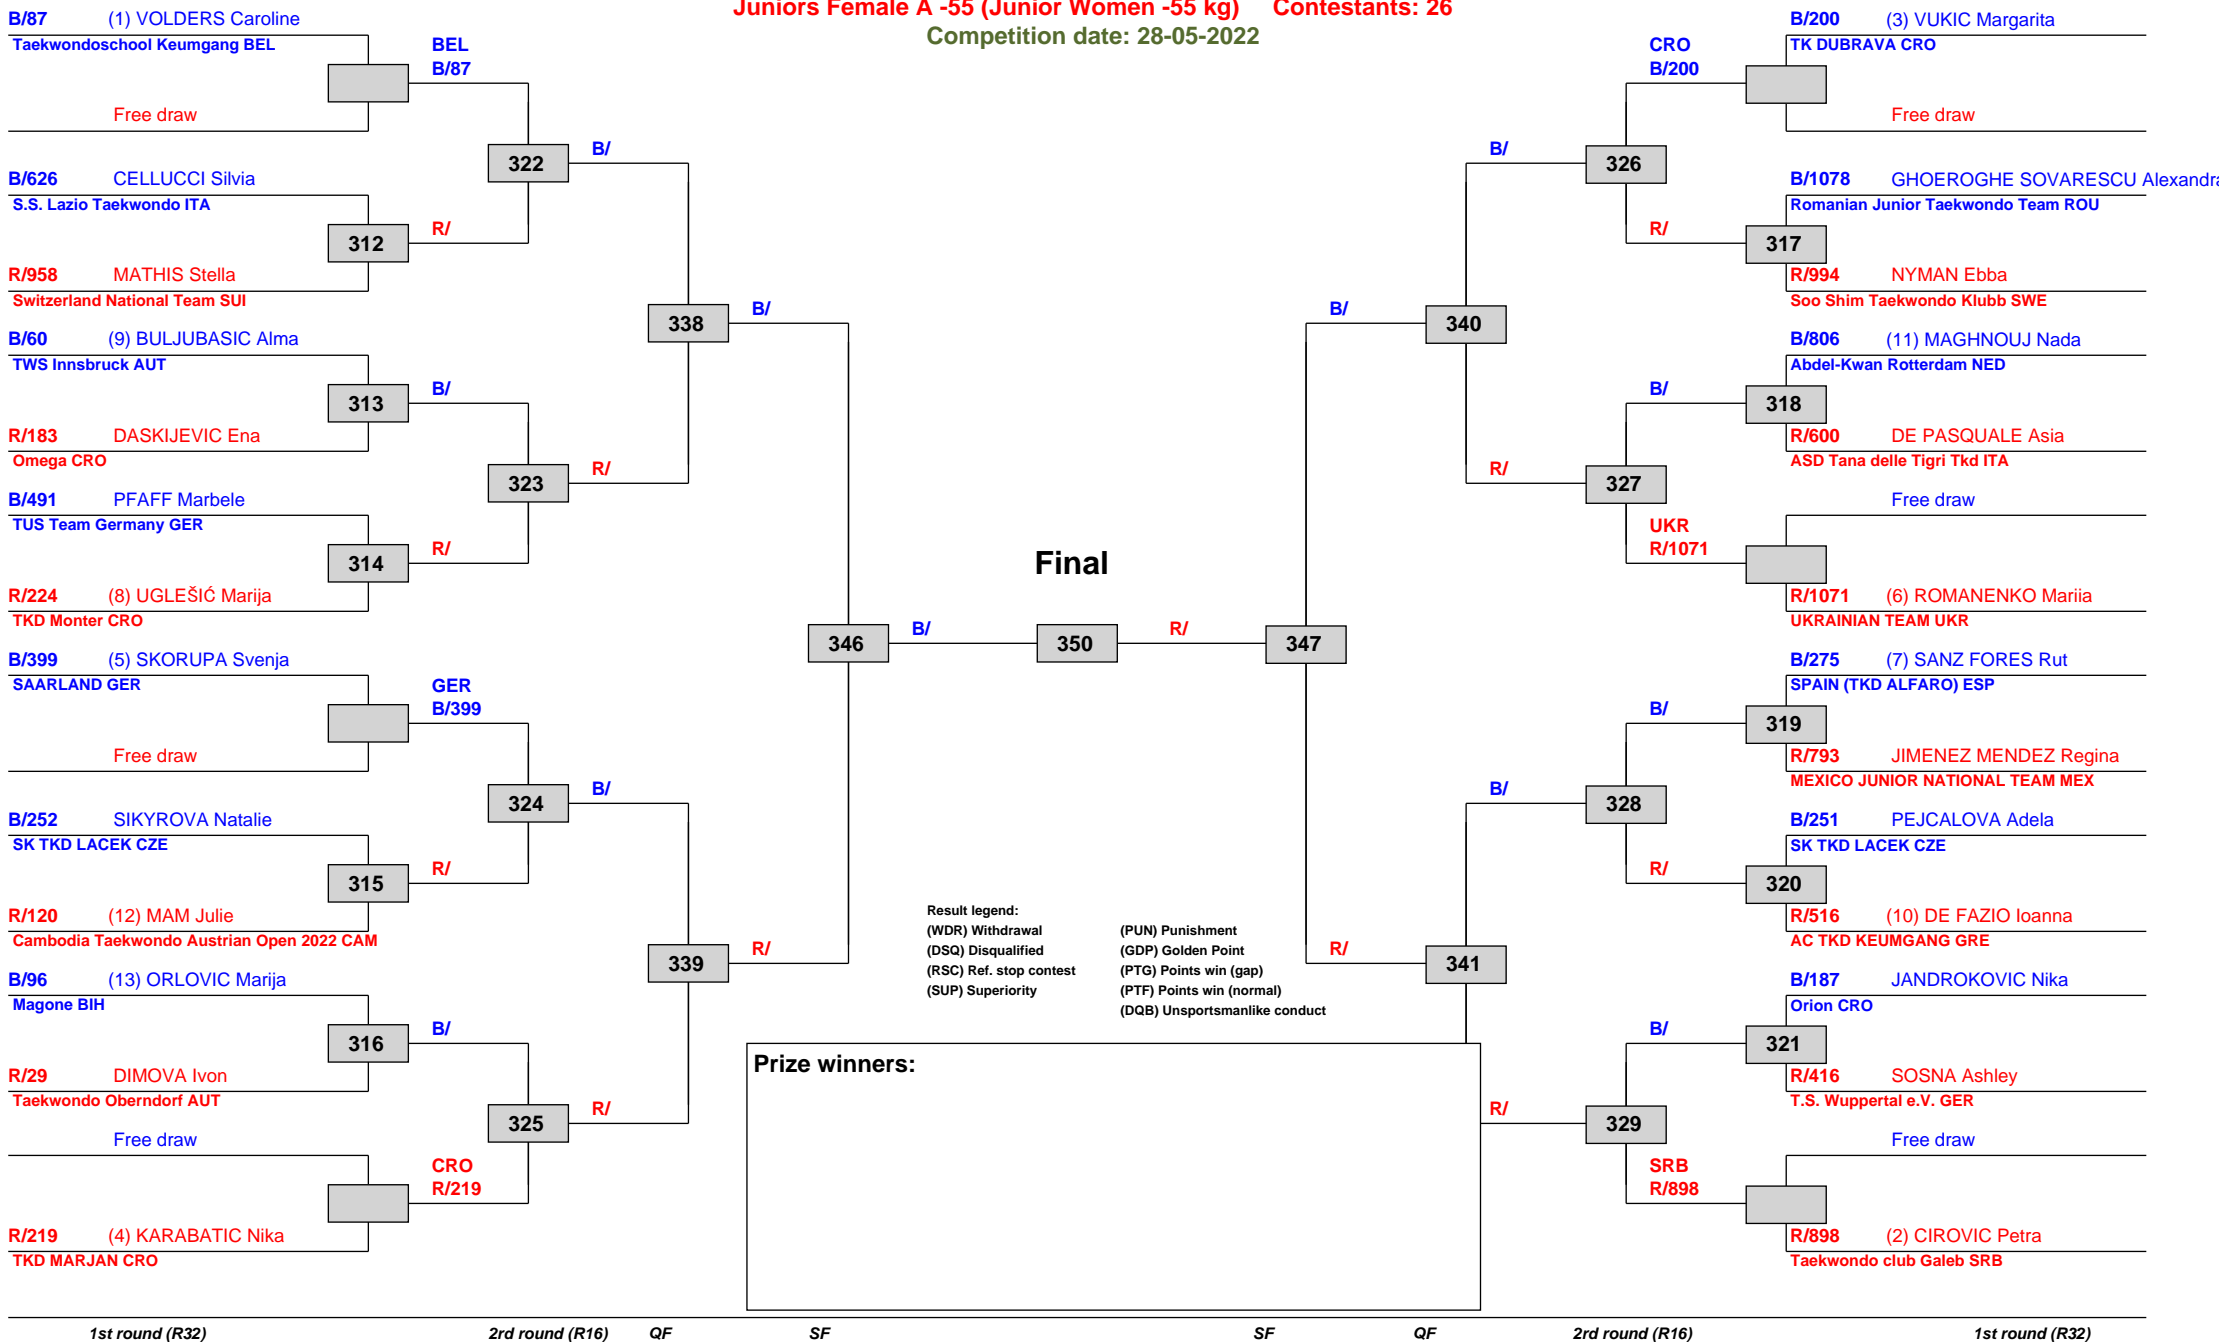 Juniors Female A -55 (Junior Women -55 kg) Contestants: 26
Competition date: 28-05-2022
B/87 (1) VOLDERS Caroline
Taekwondoschool Keumgang BEL
Free draw
BEL
B/87
B/626 CELLUCCI Silvia
S.S. Lazio Taekwondo ITA
312
R/958 MATHIS Stella
Switzerland National Team SUI
R/
322
B/
B/60 (9) BULJUBASIC Alma
TWS Innsbruck AUT
313
R/183 DASKIJEVIC Ena
Omega CRO
B/
B/491 PFAFF Marbele
TUS Team Germany GER
314
R/224 (8) UGLEŠIĆ Marija
TKD Monter CRO
R/
323
R/
338
B/
B/399 (5) SKORUPA Svenja
SAARLAND GER
Free draw
GER
B/399
B/252 SIKYROVA Natalie
SK TKD LACEK CZE
315
R/120 (12) MAM Julie
Cambodia Taekwondo Austrian Open 2022 CAM
R/
324
B/
B/96 (13) ORLOVIC Marija
Magone BIH
316
R/29 DIMOVA Ivon
Taekwondo Oberndorf AUT
B/
Free draw
R/219 (4) KARABATIC Nika
TKD MARJAN CRO
CRO
R/219
325
R/
339
R/
346
B/
Final
350
R/
347
B/
340
B/
326
CRO
B/200
B/200 (3) VUKIC Margarita
TK DUBRAVA CRO
Free draw
R/
317
B/1078 GHOEROGHE SOVARESCU Alexandra
Romanian Junior Taekwondo Team ROU
R/994 NYMAN Ebba
Soo Shim Taekwondo Klubb SWE
R/
327
B/
318
B/806 (11) MAGHNOUJ Nada
Abdel-Kwan Rotterdam NED
R/600 DE PASQUALE Asia
ASD Tana delle Tigri Tkd ITA
UKR
R/1071
Free draw
R/1071 (6) ROMANENKO Mariia
UKRAINIAN TEAM UKR
R/
341
B/
328
B/
319
B/275 (7) SANZ FORES Rut
SPAIN (TKD ALFARO) ESP
R/793 JIMENEZ MENDEZ Regina
MEXICO JUNIOR NATIONAL TEAM MEX
R/
320
B/251 PEJCALOVA Adela
SK TKD LACEK CZE
R/516 (10) DE FAZIO Ioanna
AC TKD KEUMGANG GRE
R/
329
B/
321
B/187 JANDROKOVIC Nika
Orion CRO
R/416 SOSNA Ashley
T.S. Wuppertal e.V. GER
SRB
R/898
Free draw
R/898 (2) CIROVIC Petra
Taekwondo club Galeb SRB
Result legend:
(WDR) Withdrawal (PUN) Punishment
(DSQ) Disqualified (GDP) Golden Point
(RSC) Ref. stop contest (PTG) Points win (gap)
(SUP) Superiority (PTF) Points win (normal)
(DQB) Unsportsmanlike conduct
Prize winners:
1st round (R32) 2rd round (R16) QF SF SF QF 2rd round (R16) 1st round (R32)